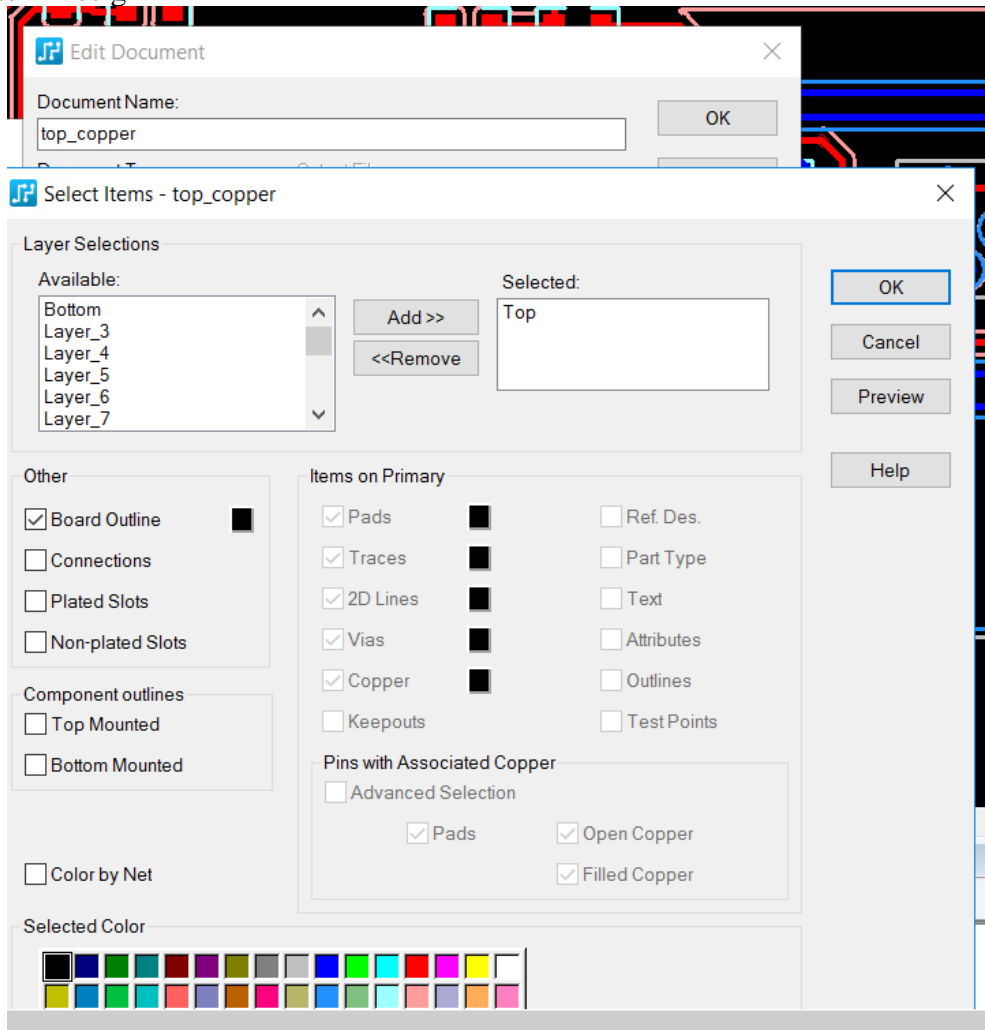 Edit Document
Document Name:
OK
top_copper
Select Items - top_copper
Layer Selections
Available:
Selected:
Bottom
Layer_3
Layer_4
Layer_5
Layer_6
Layer_7
Add >>
<<Remove
Top
OK
Cancel
Preview
Help
Other
Board Outline
Connections
Plated Slots
Non-plated Slots
Component outlines
Top Mounted
Bottom Mounted
Color by Net
Items on Primary
Pads
Traces
2D Lines
Vias
Copper
Keepouts
Ref. Des.
Part Type
Text
Attributes
Outlines
Test Points
Pins with Associated Copper
Advanced Selection
Pads
Open Copper
Filled Copper
Selected Color